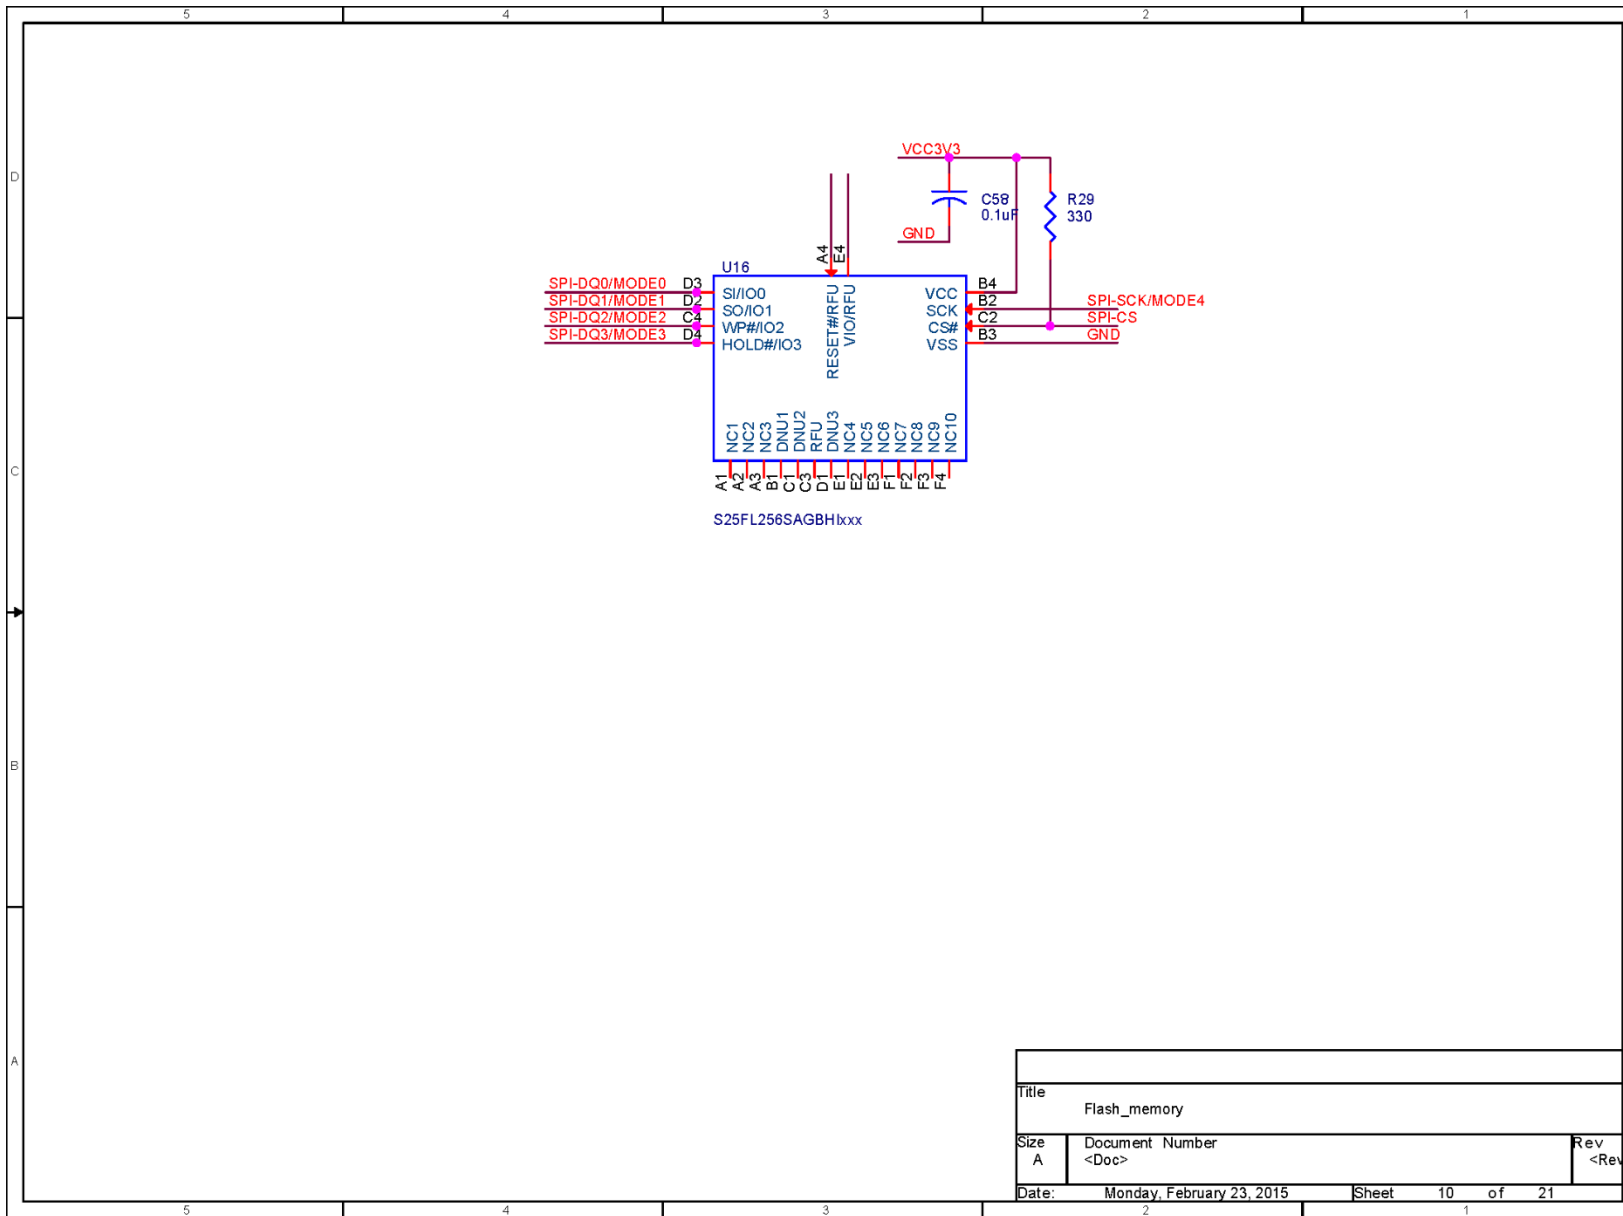 5 4 3 2 1
D
C
B
A
VCC3V3
C58
0.1uF
R29
330
GND
A4
E4
U16
SPI-DQ0/MODE0 D3 SI/IO0
SPI-DQ1/MODE1 D2 SO/IO1
SPI-DQ2/MODE2 C4 WP#/IO2
SPI-DQ3/MODE3 D4 HOLD#/IO3
RESET#/RFU
VIO/RFU
VCC B4
SCK B2 SPI-SCK/MODE4
CS# C2 SPI-CS
VSS B3 GND
NC1 NC2 NC3 DNU1 DNU2 RFU DNU3 NC4 NC5 NC6 NC7 NC8 NC9 NC10
A1 A2 A3 B1 C1 C3 D1 E1 E2 E3 F1 F2 F3 F4
S25FL256SAGBHIxxx
Title
Flash_memory
Size
A
Document Number
<Doc>
Rev
<Rev
Date: Monday, February 23, 2015 Sheet 10 of 21
5 4 3 2 1